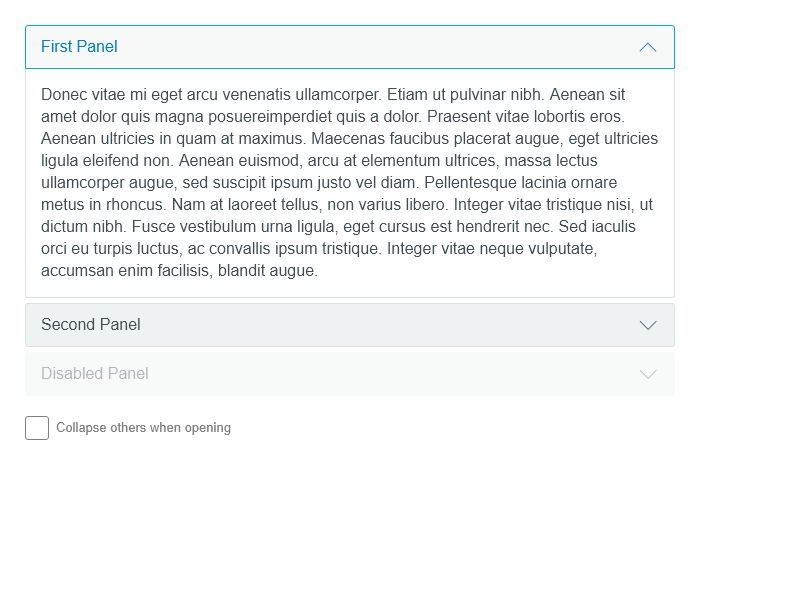 First Panel
Donec vitae mi eget arcu venenatis ullamcorper. Etiam ut pulvinar nibh. Aenean sit
amet dolor quis magna posuereimperdiet quis a dolor. Praesent vitae lobortis eros.
Aenean ultricies in quam at maximus. Maecenas faucibus placerat augue, eget ultricies
ligula eleifend non. Aenean euismod, arcu at elementum ultrices, massa lectus
ullamcorper augue, sed suscipit ipsum justo vel diam. Pellentesque lacinia ornare
metus in rhoncus. Nam at laoreet tellus, non varius libero. Integer vitae tristique nisi, ut
dictum nibh. Fusce vestibulum urna ligula, eget cursus est hendrerit nec. Sed iaculis
orci eu turpis luctus, ac convallis ipsum tristique. Integer vitae neque vulputate,
accumsan enim facilisis, blandit augue.
Second Panel
Disabled Panel
Collapse others when opening